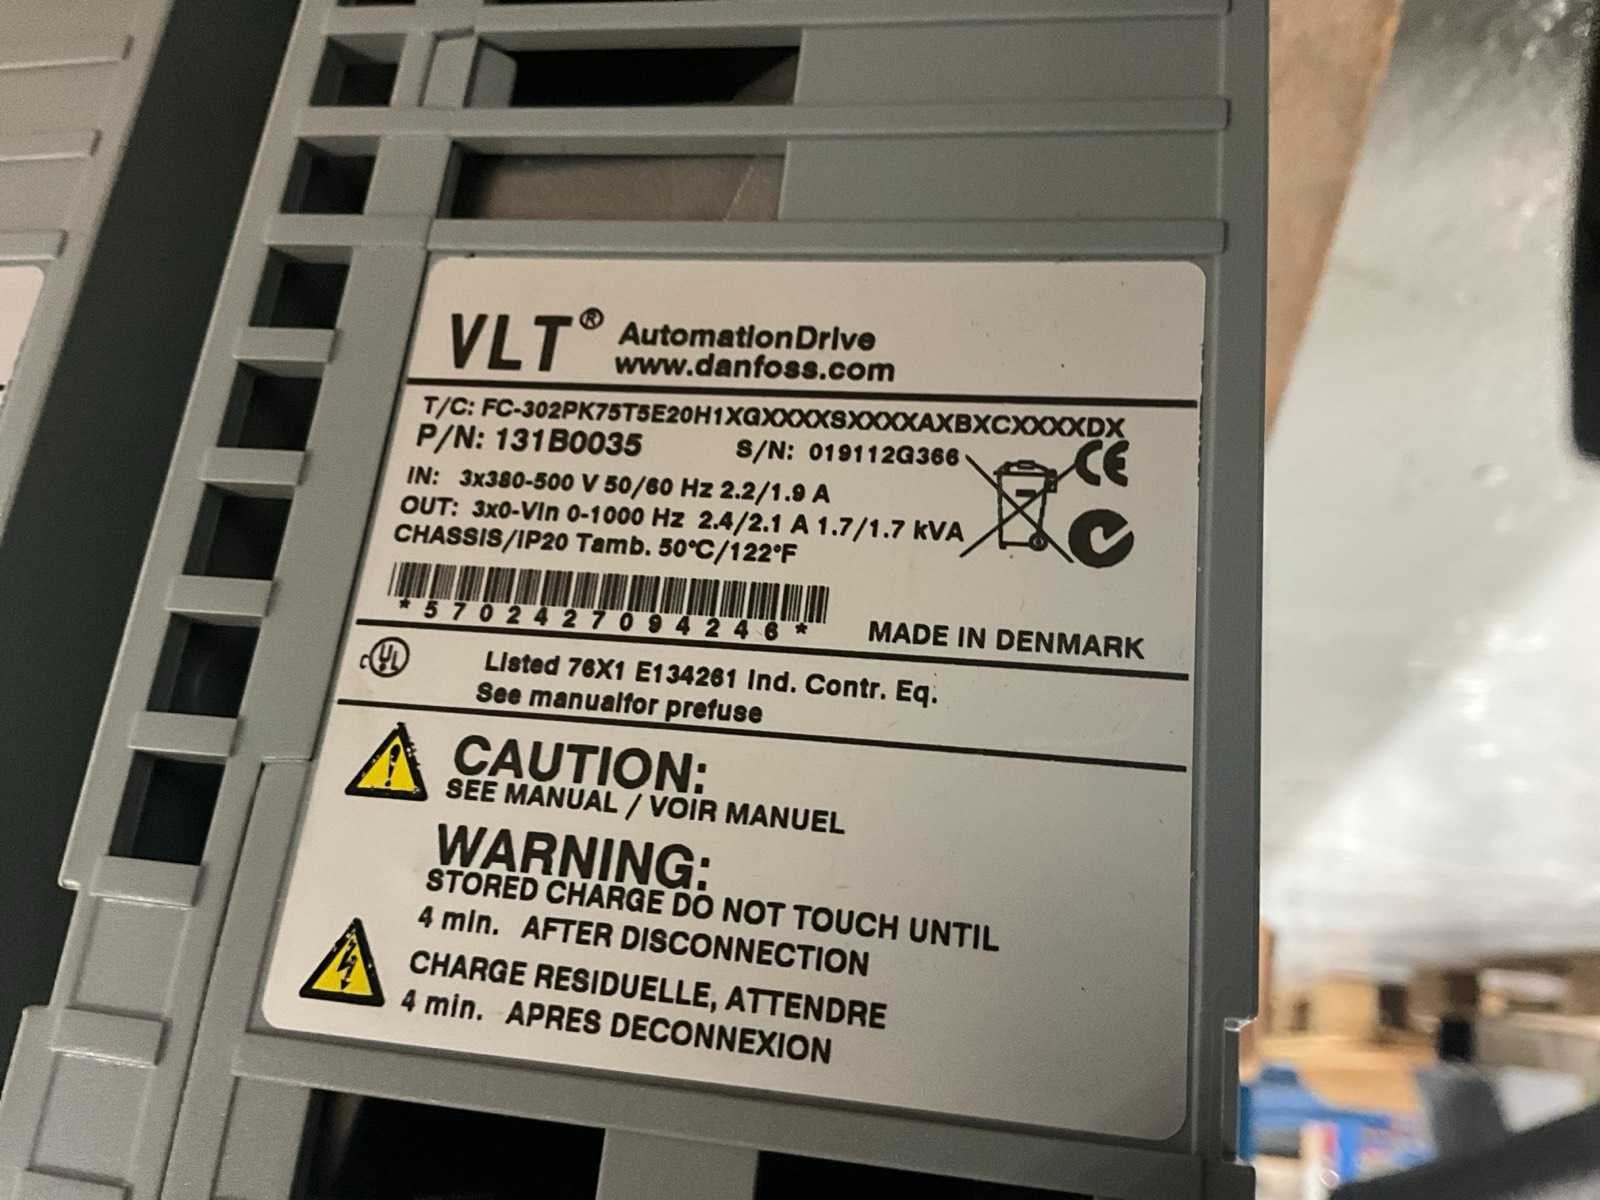 VLT® AutomationDrive
www.danfoss.com
T/C: FC-302PK75T5E20H1XGXXXXSXXXXAXBXCXXXXDX
P/N: 131B0035 S/N: 019112G366
IN: 3x380-500 V 50/60 Hz 2.2/1.9 A
OUT: 3x0-Vin 0-1000 Hz 2.4/2.1 A 1.7/1.7 kVA
CHASSIS/IP20 Tamb. 50°C/122°F
CE
*5702427094246*
MADE IN DENMARK
c UL
Listed 76X1 E134261 Ind. Contr. Eq.
See manualfor prefuse
CAUTION:
SEE MANUAL / VOIR MANUEL
WARNING:
STORED CHARGE DO NOT TOUCH UNTIL
4 min. AFTER DISCONNECTION
CHARGE RESIDUELLE, ATTENDRE
4 min. APRES DECONNEXION